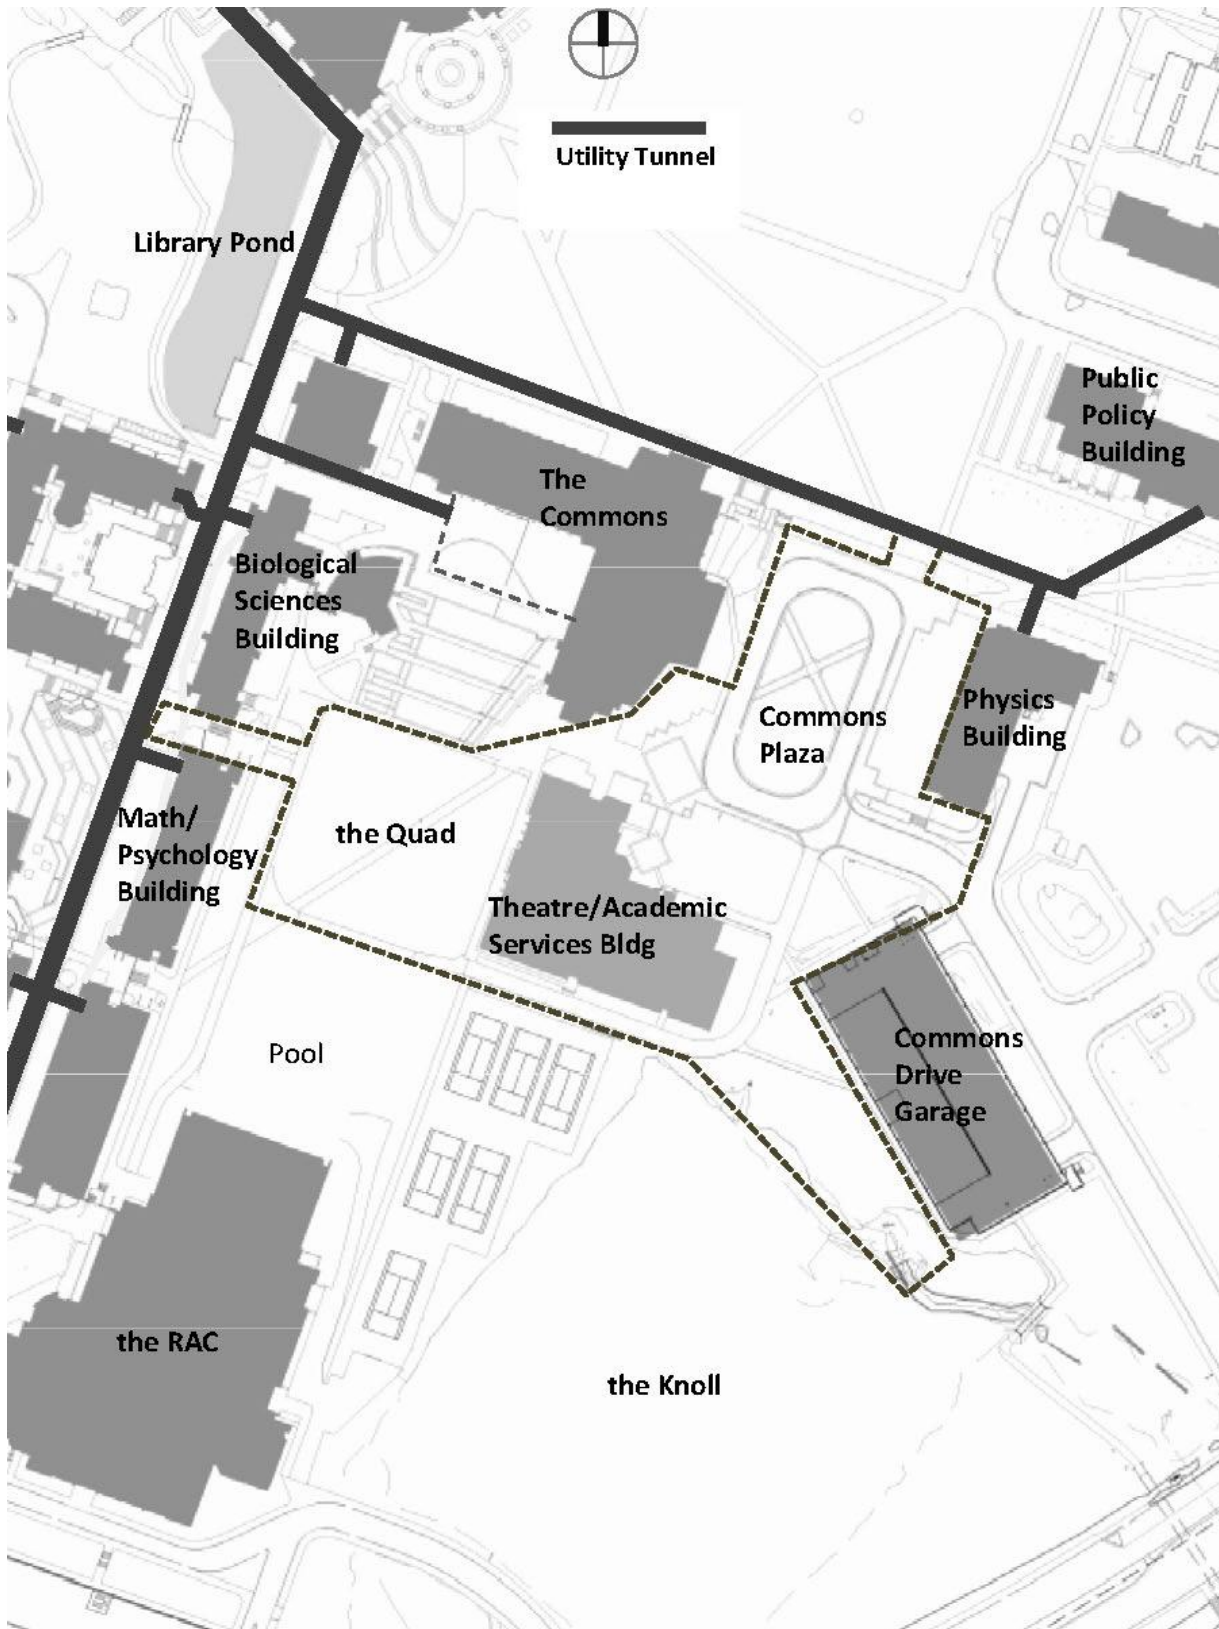 Utility Tunnel
Library Pond
Public
Policy
Building
The
Commons
Biological
Sciences
Building
Physics
Building
Commons
Plaza
Math/
Psychology
Building
the Quad
Theatre/Academic
Services Bldg
Pool
Commons
Drive
Garage
the RAC
the Knoll